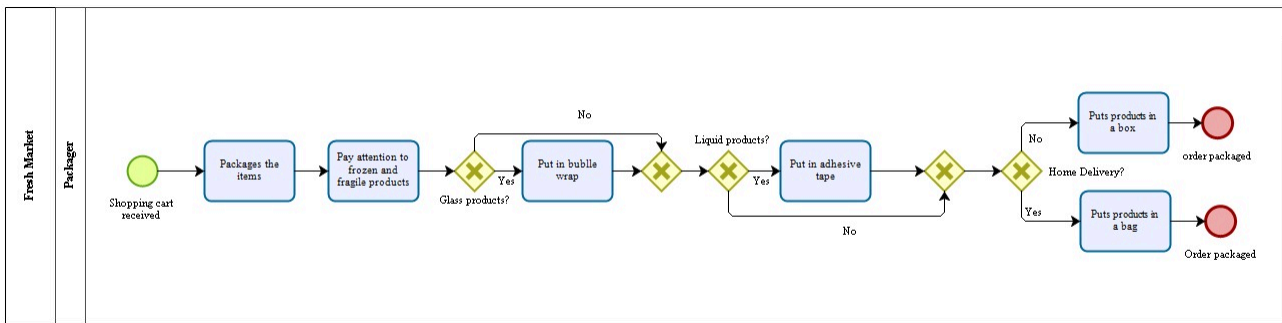 Fresh Market
Packager
Shopping cart
received
Packages the
items
Pay attention to
frozen and
fragile products
Glass products?
No
Yes
Put in bublle
wrap
Liquid products?
Yes
No
Put in adhesive
tape
Home Delivery?
No
Puts products in
a box
order packaged
Yes
Puts products in
a bag
Order packaged